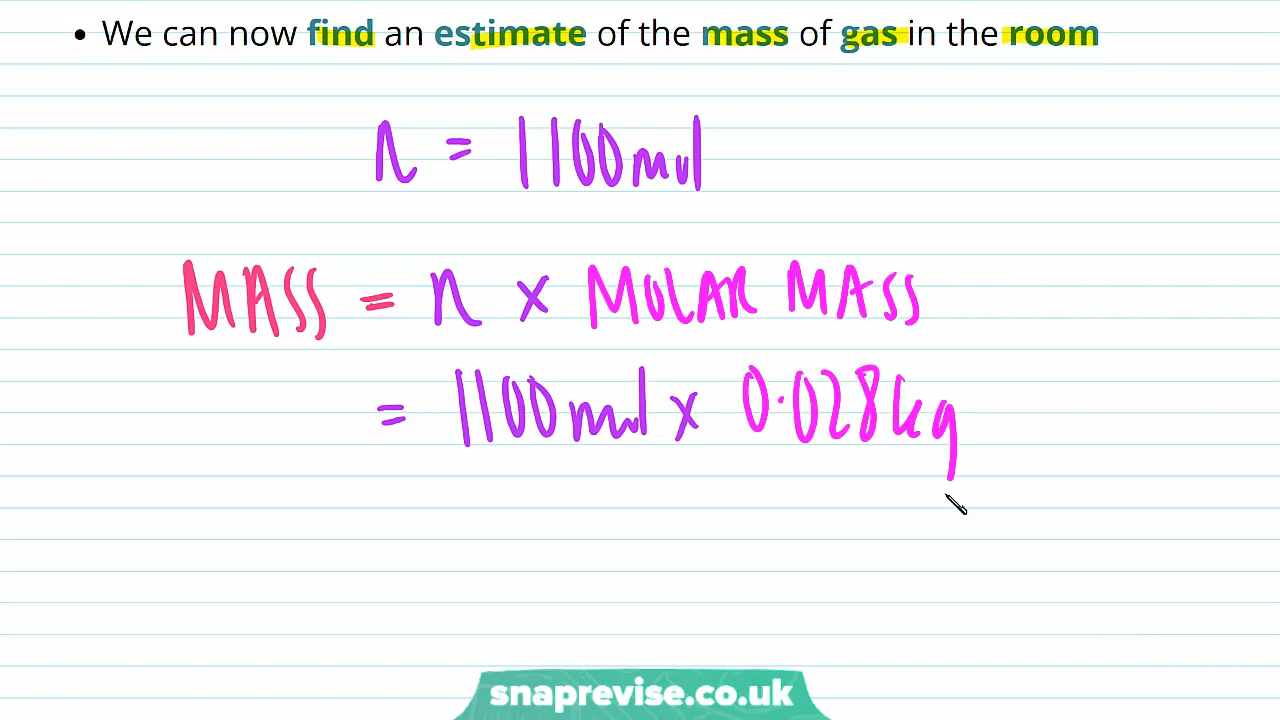 • We can now find an estimate of the mass of gas in the room
n = 1100mol
MASS = n × MOLAR MASS
= 1100mol × 0.028kg
snaprevise.co.uk